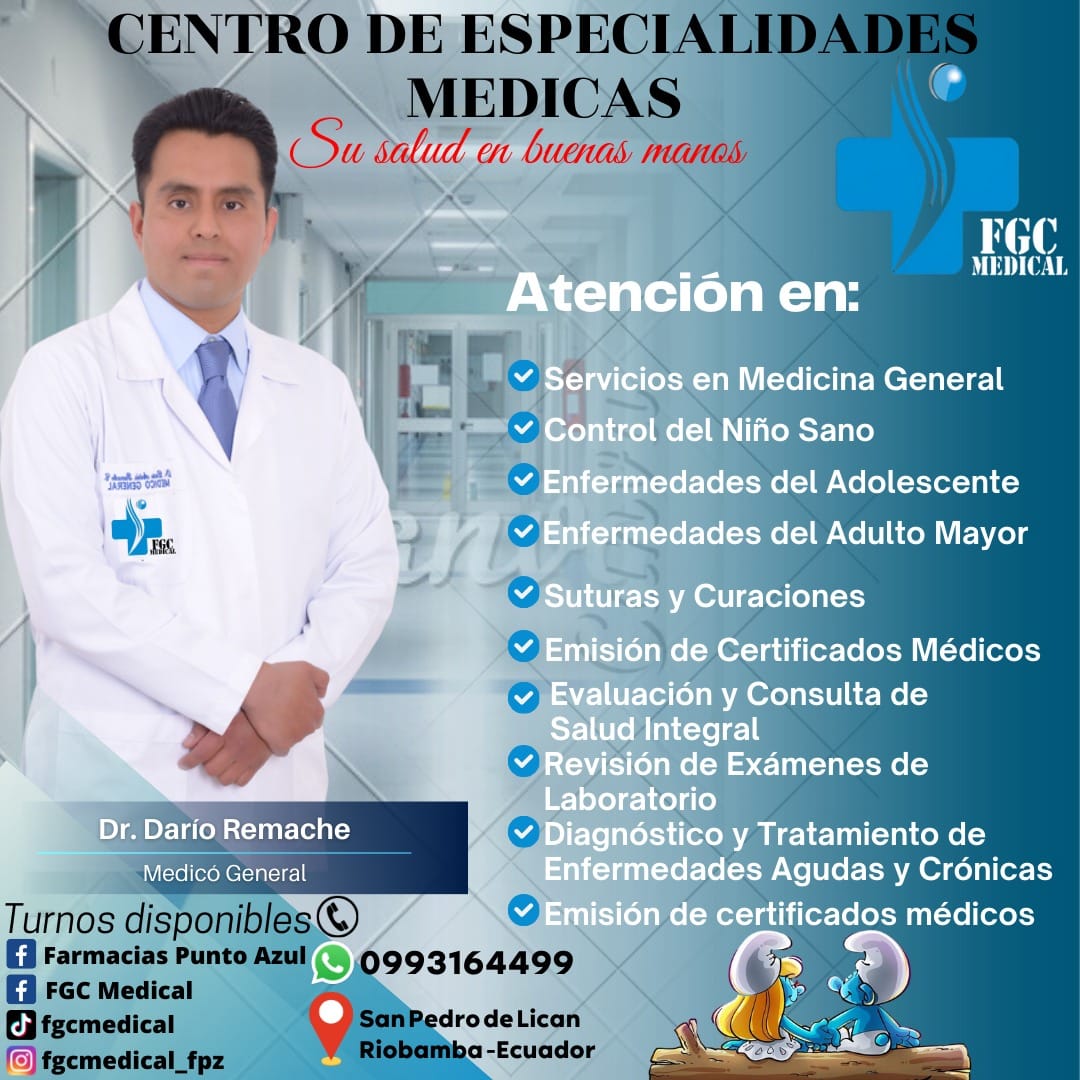 CENTRO DE ESPECIALIDADES
MEDICAS
Su salud en buenas manos
FGC
MEDICAL
Atención en:
Servicios en Medicina General
Control del Niño Sano
Enfermedades del Adolescente
Enfermedades del Adulto Mayor
Suturas y Curaciones
Emisión de Certificados Médicos
Evaluación y Consulta de
Salud Integral
Revisión de Exámenes de
Laboratorio
Diagnóstico y Tratamiento de
Enfermedades Agudas y Crónicas
Emisión de certificados médicos
MEDICO GENERAL
FGC
MEDICAL
Dr. Darío Remache
Medicó General
Turnos disponibles
Farmacias Punto Azul
FGC Medical
fgcmedical
fgcmedical_fpz
0993164499
San Pedro de Lican
Riobamba -Ecuador